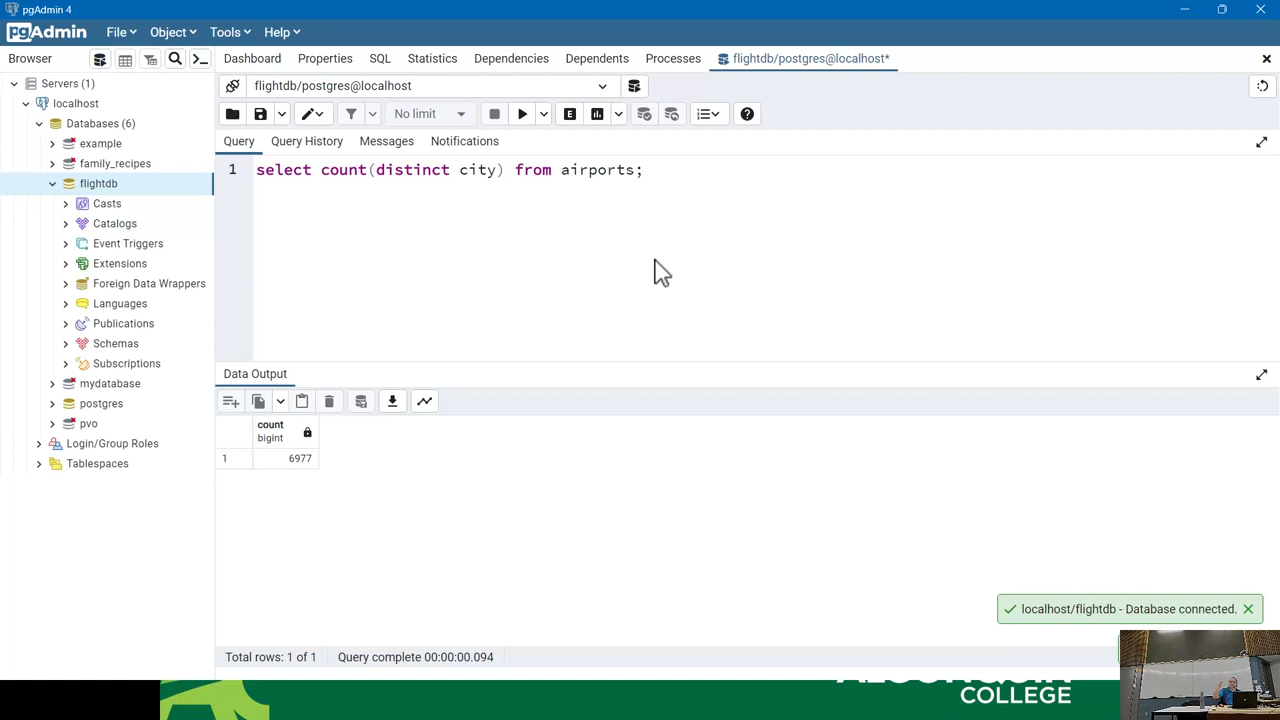 pgAdmin 4
pgAdmin File Object Tools Help
Browser Dashboard Properties SQL Statistics Dependencies Dependents Processes flightdb/postgres@localhost*
Servers (1)
localhost
Databases (6)
example
family_recipes
flightdb
Casts
Catalogs
Event Triggers
Extensions
Foreign Data Wrappers
Languages
Publications
Schemas
Subscriptions
mydatabase
postgres
pvo
Login/Group Roles
Tablespaces
flightdb/postgres@localhost
No limit
E
Query Query History Messages Notifications
1 select count(distinct city) from airports;
Data Output
count
bigint
1 6977
localhost/flightdb - Database connected.
Total rows: 1 of 1 Query complete 00:00:00.094
ALGONQUIN
COLLEGE